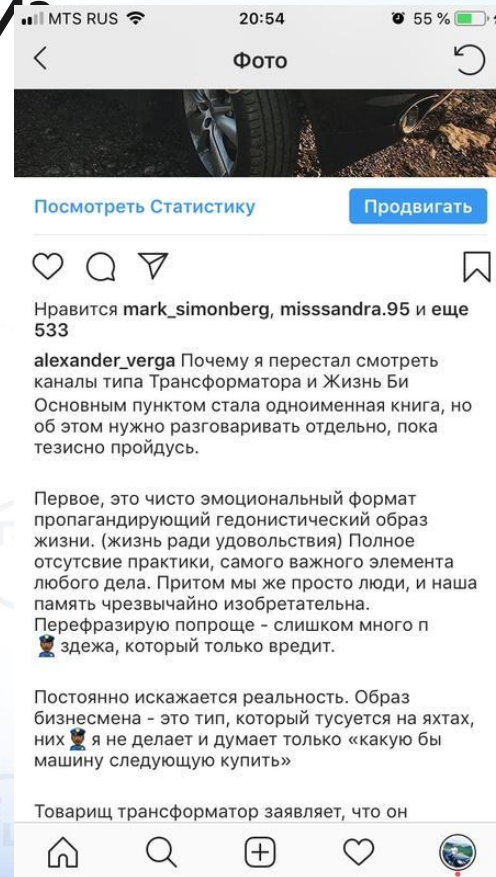 MTS RUS 20:54 55 %
Фото
Посмотреть Статистику Продвигать
Нравится mark_simonberg, misssandra.95 и еще
533
alexander_verga Почему я перестал смотреть
каналы типа Трансформатора и Жизнь Би
Основным пунктом стала одноименная книга, но
об этом нужно разговаривать отдельно, пока
тезисно пройдусь.
Первое, это чисто эмоциональный формат
пропагандирующий гедонистический образ
жизни. (жизнь ради удовольствия) Полное
отсутсвие практики, самого важного элемента
любого дела. Притом мы же просто люди, и наша
память чрезвычайно изобретательна.
Перефразирую попроще - слишком много п
👮🏾здежа, который только вредит.
Постоянно искажается реальность. Образ
бизнесмена - это тип, который тусуется на яхтах,
них👮🏾я не делает и думает только «какую бы
машину следующую купить»
Товарищ трансформатор заявляет, что он